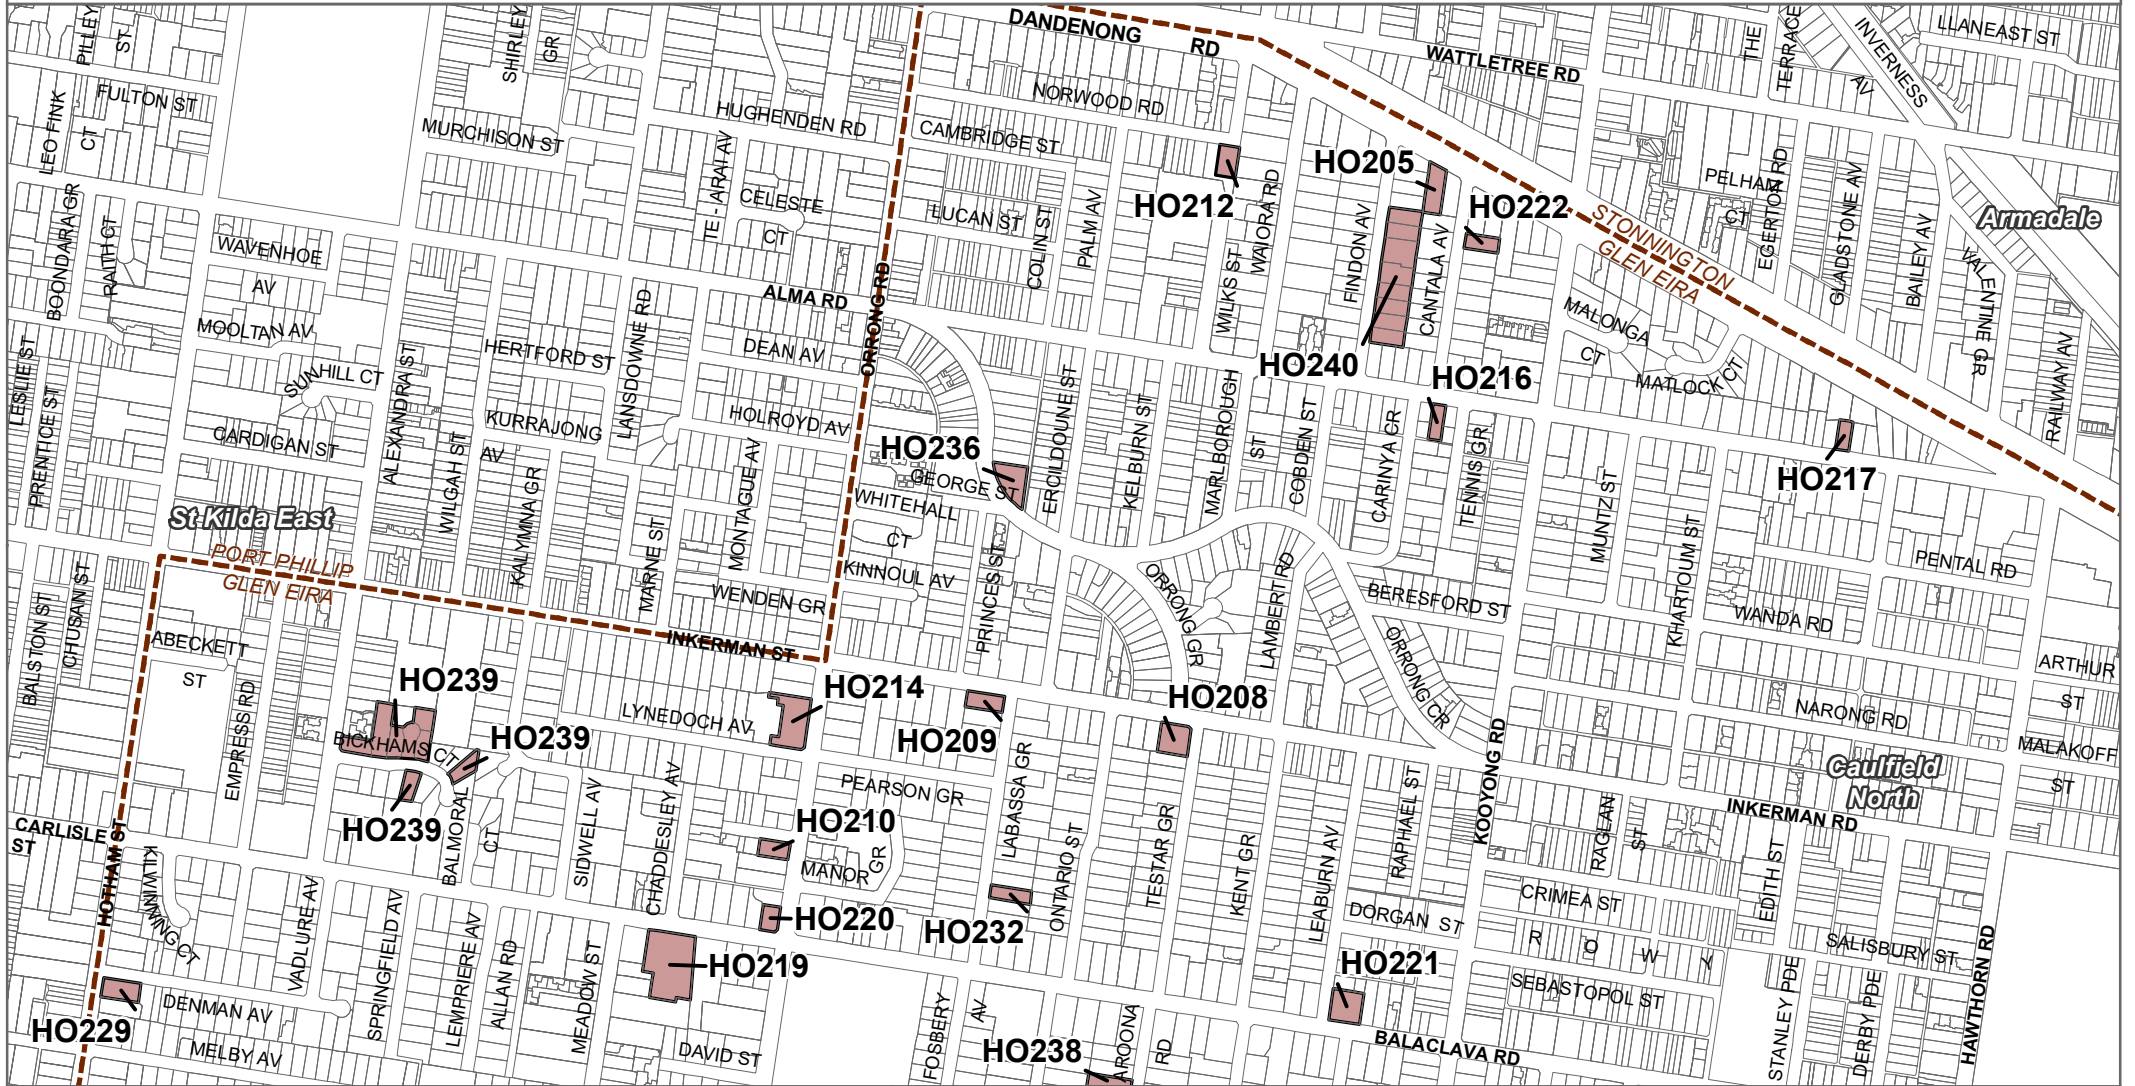 DANDENONG
RD
WATTLETREE RD
THE
TERRACE
INVERNESS
AV
LLANEAST ST
PILLEY
ST
SHIRLEY
GR
FULTON ST
LEO FINK
CT
MURCHISON ST
HUGHENDEN RD
NORWOOD RD
CAMBRIDGE ST
TE - ARAI AV
CELESTE
CT
LUCAN ST
COLIN ST
PALM AV
HO212
WILKS ST
WAIORA RD
HO205
HO222
FINDON AV
CANTALA AV
PELHAM
CT
EGERTON RD
GLADSTONE AV
BAILEY AV
VALENTINE GR
Armadale
STONNINGTON
GLEN EIRA
BOONDARA GR
RAITH CT
WAVENHOE
AV
MOOLTAN AV
ALMA RD
ORRONG RD
DEAN AV
HERTFORD ST
LANSDOWNE RD
SUNHILL CT
ALEXANDRA ST
LESLIE ST
PRENTICE ST
CARDIGAN ST
KURRAJONG
AV
HOLROYD AV
WILGAH ST
KALYMNA GR
MONTAGUE AV
MARNE ST
HO240
HO216
MALONGA
CT
MATLOCK CT
RAILWAY AV
HO217
HO236
GEORGE ST
WHITEHALL
CT
KINNOUL AV
ERCILDOUNE ST
KELBURN ST
MARLBOROUGH
ST
COBDEN ST
CARINYA CR
TENNIS GR
MUNTZ ST
KHARTOUM ST
St Kilda East
PORT PHILLIP
GLEN EIRA
WENDEN GR
INKERMAN ST
PRINCES ST
ORRONG GR
LAMBERT RD
BERESFORD ST
ORRONG CR
PENTAL RD
WANDA RD
ARTHUR
ST
NARONG RD
MALAKOFF
ST
BALSTON ST
CHUSAN ST
ABECKETT
ST
EMPRESS RD
HO239
BICKHAMS
CT
HO239
HO239
BALMORAL
CT
LYNEDOCH AV
HO214
HO209
HO208
KOOYONG RD
Caulfield
North
INKERMAN RD
CARLISLE
ST
HOTHAM ST
KILWINNING CT
SIDWELL AV
CHADDESLEY AV
PEARSON GR
HO210
MANOR
GR
LABASSA GR
ONTARIO ST
TESTAR GR
KENT GR
LEABURN AV
RAPHAEL ST
RAGLAN
ST
EDITH ST
CRIMEA ST
DORGAN ST
R O W Y
SALISBURY ST
HO220
HO232
HO219
HO221
SEBASTOPOL ST
STANLEY PDE
DERBY PDE
HAWTHORN RD
VADLURE AV
SPRINGFIELD AV
LEMPRIERE AV
ALLAN RD
MEADOW ST
HO229
DENMAN AV
MELBY AV
DAVID ST
FOSBERY
AV
HO238
AROONA
RD
BALACLAVA RD